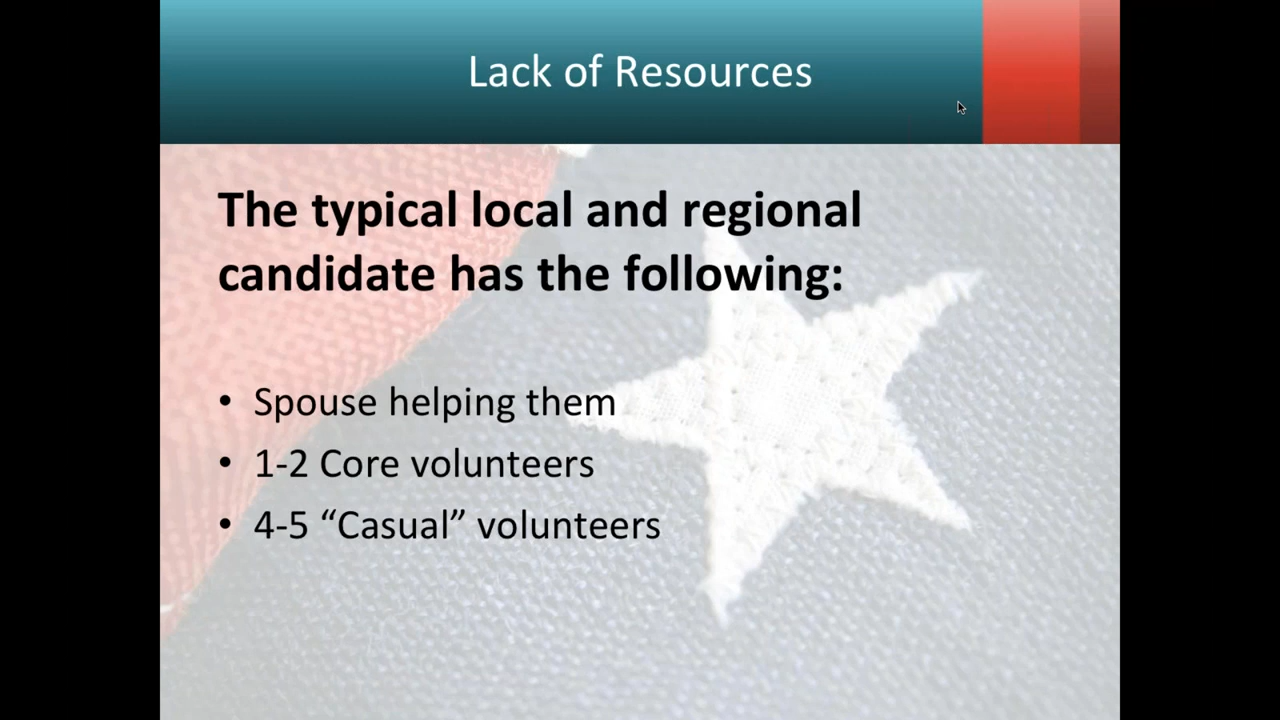 Lack of Resources
The typical local and regional
candidate has the following:
• Spouse helping them
• 1-2 Core volunteers
• 4-5 “Casual” volunteers